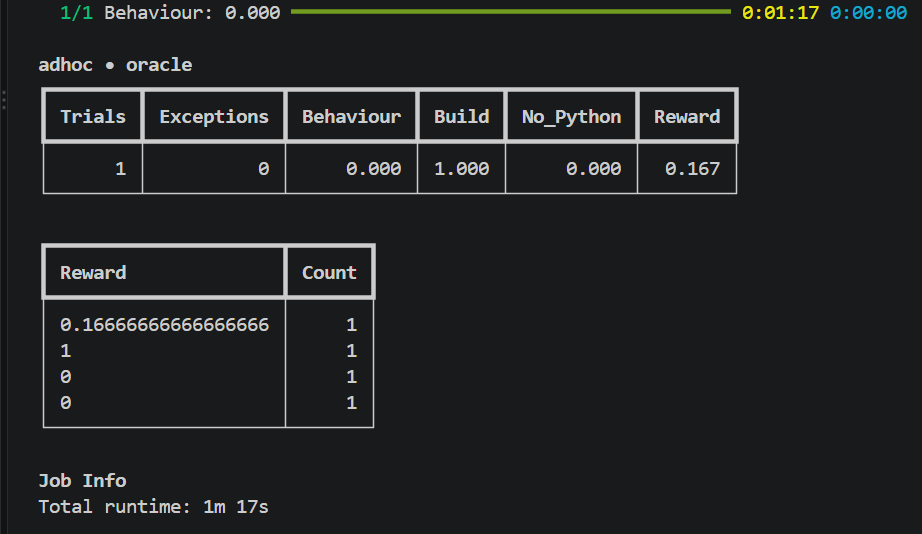 1/1 Behaviour: 0.000 0:01:17 0:00:00
adhoc • oracle
Trials Exceptions Behaviour Build No_Python Reward
1 0 0.000 1.000 0.000 0.167
Reward Count
0.16666666666666666 1
1 1
0 1
0 1
Job Info
Total runtime: 1m 17s